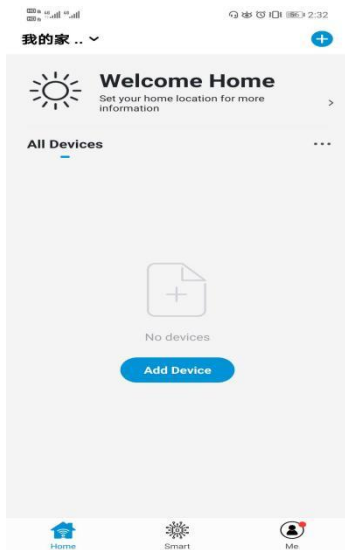 2:32
我的家 ..
Welcome Home
Set your home location for more
information
All Devices
No devices
Add Device
Home
Smart
Me